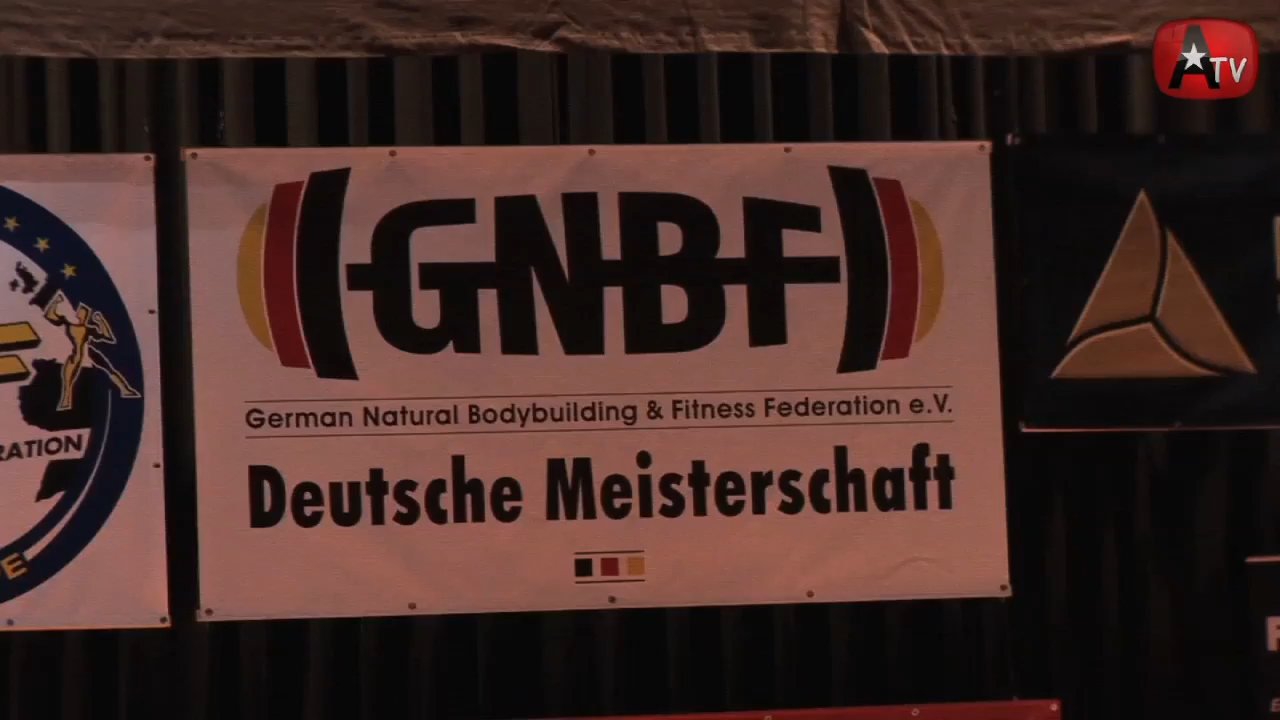 ATV
GNBF
German Natural Bodybuilding & Fitness Federation e.V.
Deutsche Meisterschaft